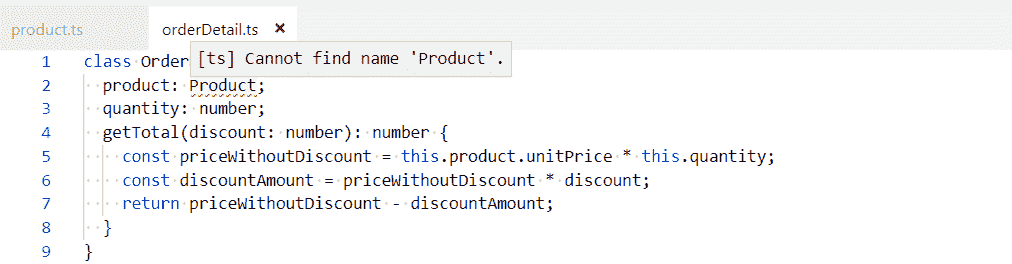 product.ts orderDetail.ts ×
[ts] Cannot find name 'Product'.
1 class Order
2 product: Product;
3 quantity: number;
4 getTotal(discount: number): number {
5 const priceWithoutDiscount = this.product.unitPrice * this.quantity;
6 const discountAmount = priceWithoutDiscount * discount;
7 return priceWithoutDiscount - discountAmount;
8 }
9 }